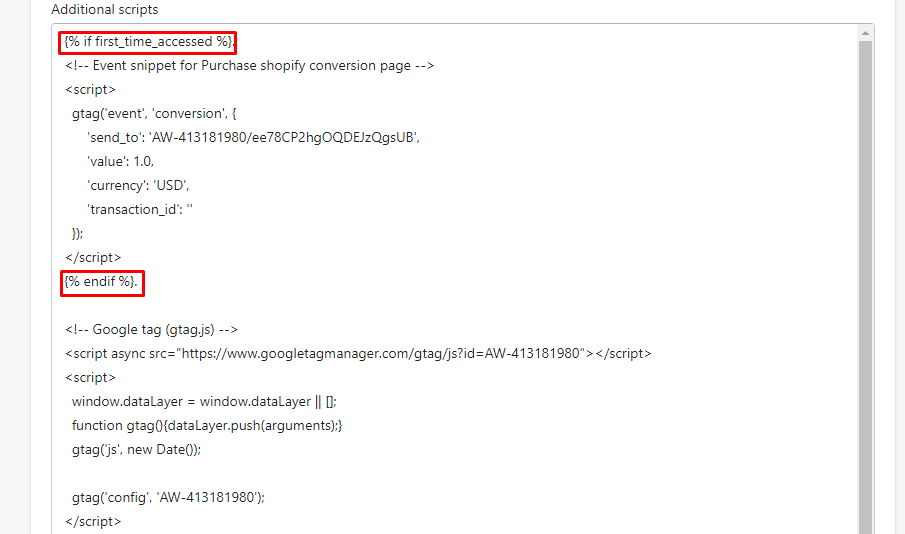 Additional scripts
{% if first_time_accessed %}.
<!-- Event snippet for Purchase shopify conversion page -->
<script>
gtag('event', 'conversion', {
'send_to': 'AW-413181980/ee78CP2hgOQDEJzQgsUB',
'value': 1.0,
'currency': 'USD',
'transaction_id': ''
});
</script>
{% endif %}.
<!-- Google tag (gtag.js) -->
<script async src="https://www.googletagmanager.com/gtag/js?id=AW-413181980"></script>
<script>
window.dataLayer = window.dataLayer || [];
function gtag(){dataLayer.push(arguments);}
gtag('js', new Date());
gtag('config', 'AW-413181980');
</script>